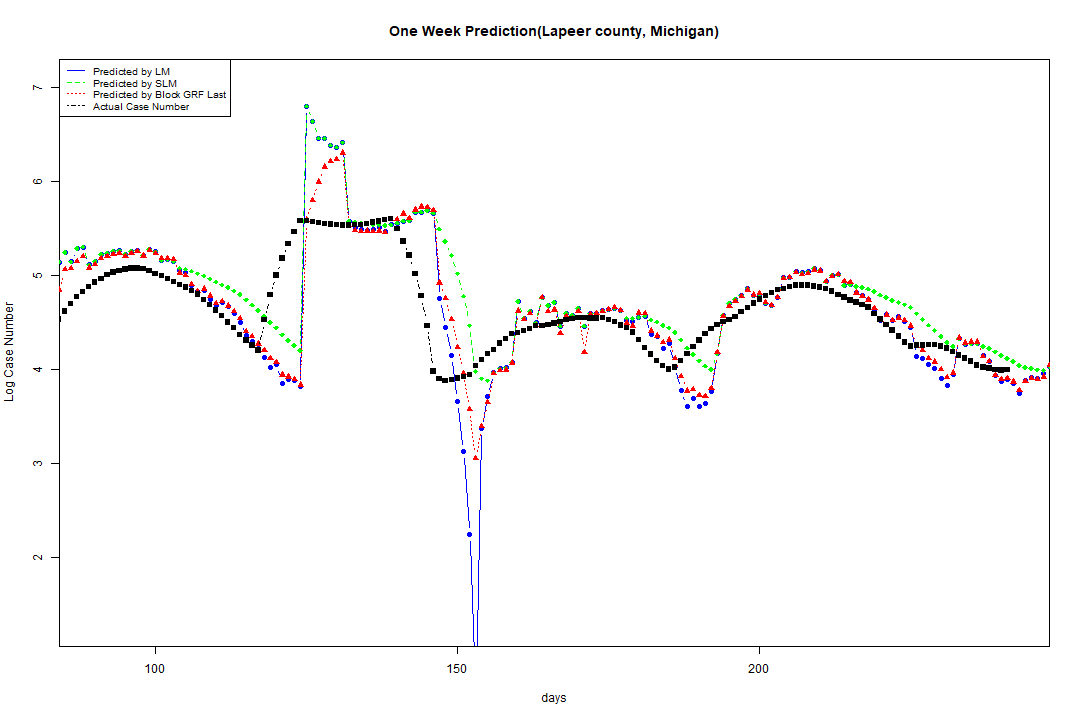 One Week Prediction(Lapeer county, Michigan)
Predicted by LM
Predicted by SLM
Predicted by Block GRF Last
Actual Case Number
7
6
5
4
3
2
Log Case Number
100 150 200
days